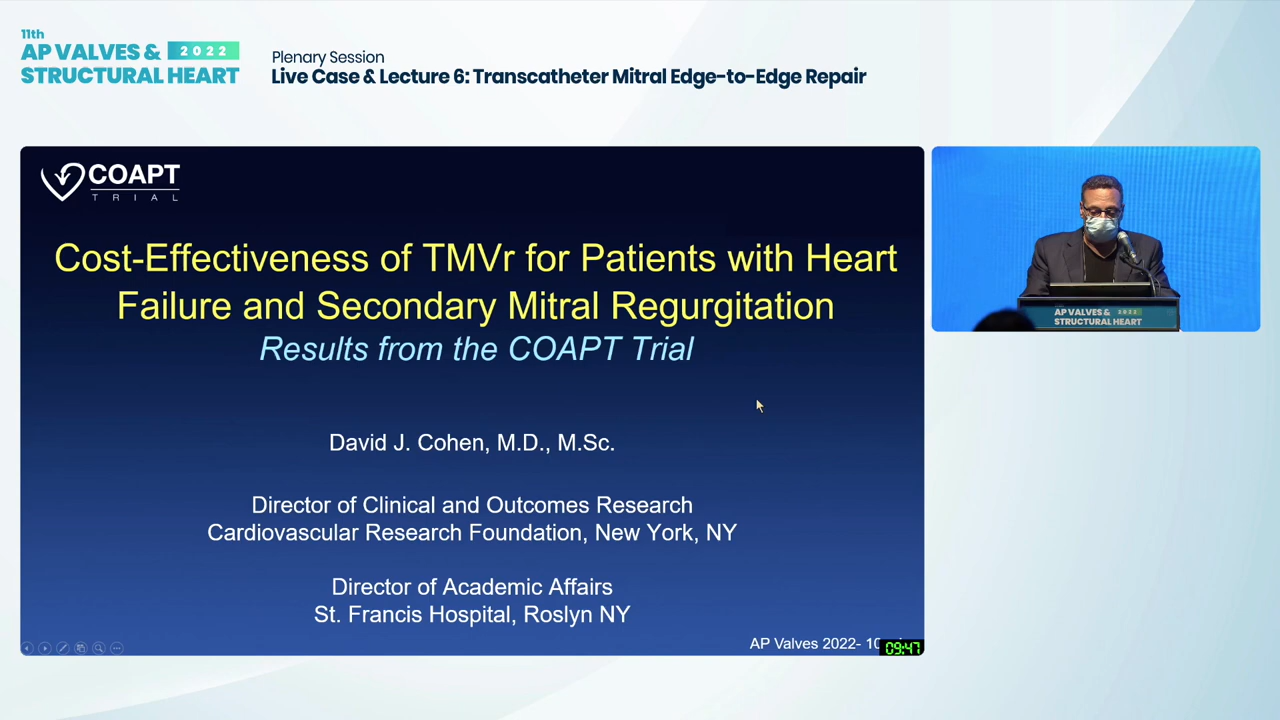 11th
AP VALVES & 2022
STRUCTURAL HEART
Plenary Session
Live Case & Lecture 6: Transcatheter Mitral Edge-to-Edge Repair
COAPT
TRIAL
Cost-Effectiveness of TMVr for Patients with Heart
Failure and Secondary Mitral Regurgitation
Results from the COAPT Trial
David J. Cohen, M.D., M.Sc.
Director of Clinical and Outcomes Research
Cardiovascular Research Foundation, New York, NY
Director of Academic Affairs
St. Francis Hospital, Roslyn NY
AP Valves 2022-
09:47
AP VALVES & 2022
STRUCTURAL HEART